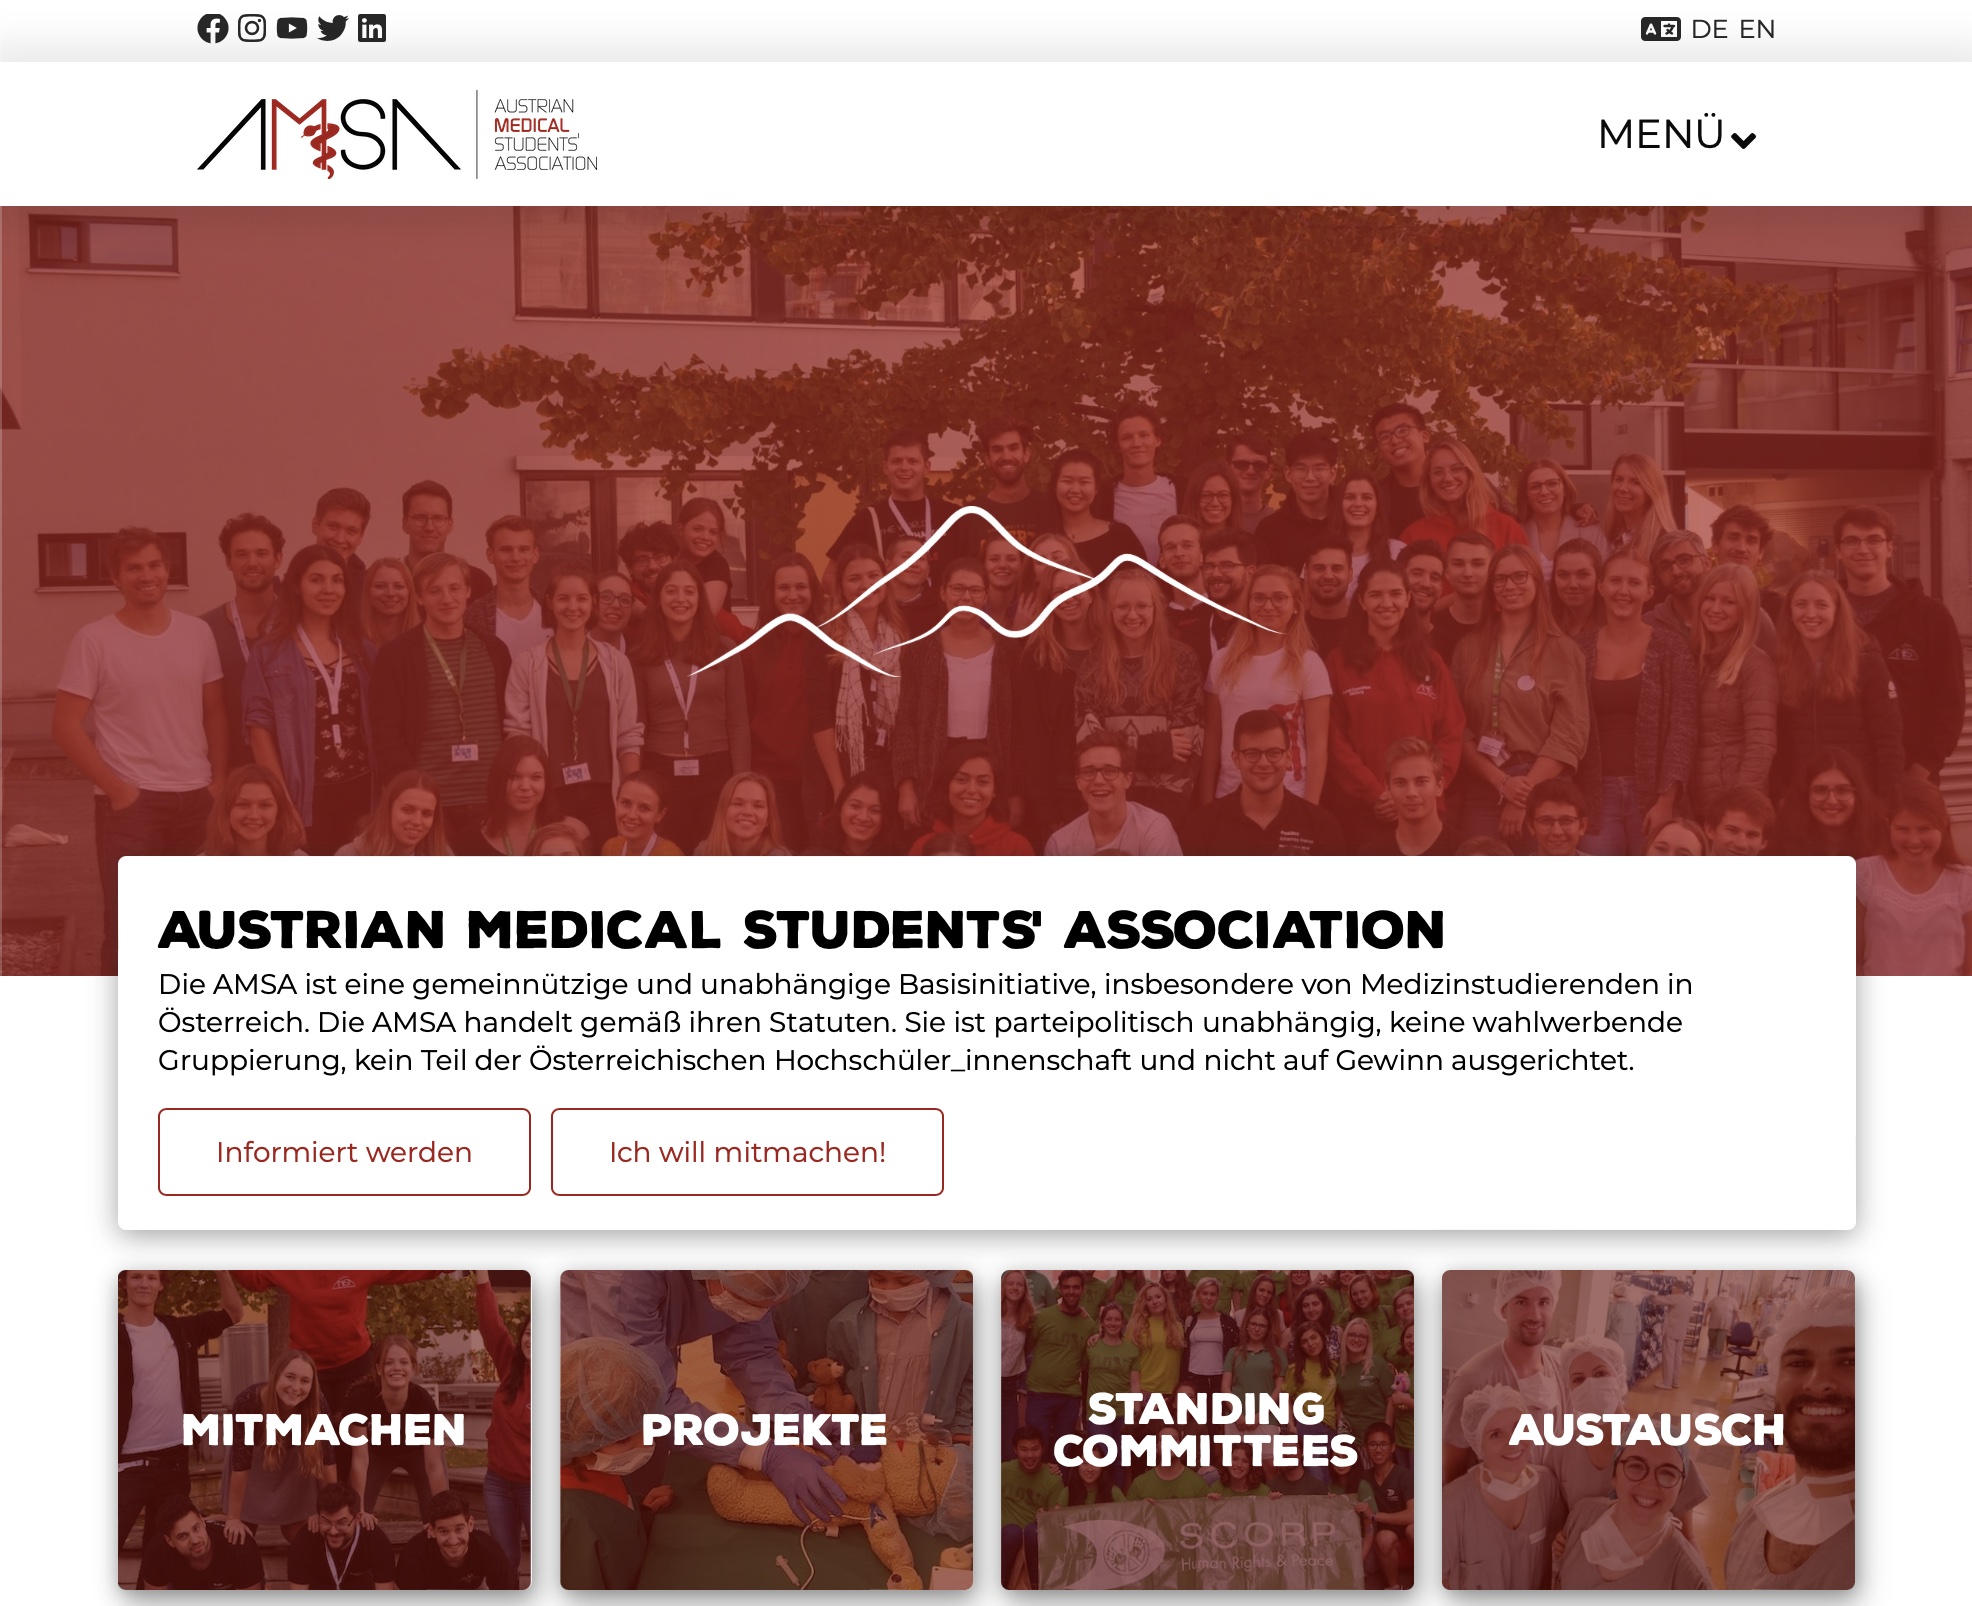 DE EN
AMSA
AUSTRIAN
MEDICAL
STUDENTS'
ASSOCIATION
MENÜ
AUSTRIAN MEDICAL STUDENTS' ASSOCIATION
Die AMSA ist eine gemeinnützige und unabhängige Basisinitiative, insbesondere von Medizinstudierenden in
Österreich. Die AMSA handelt gemäß ihren Statuten. Sie ist parteipolitisch unabhängig, keine wahlwerbende
Gruppierung, kein Teil der Österreichischen Hochschüler_innenschaft und nicht auf Gewinn ausgerichtet.
Informiert werden
Ich will mitmachen!
MITMACHEN
PROJEKTE
STANDING
COMMITTEES
AUSTAUSCH
SCORP
Human Rights & Peace